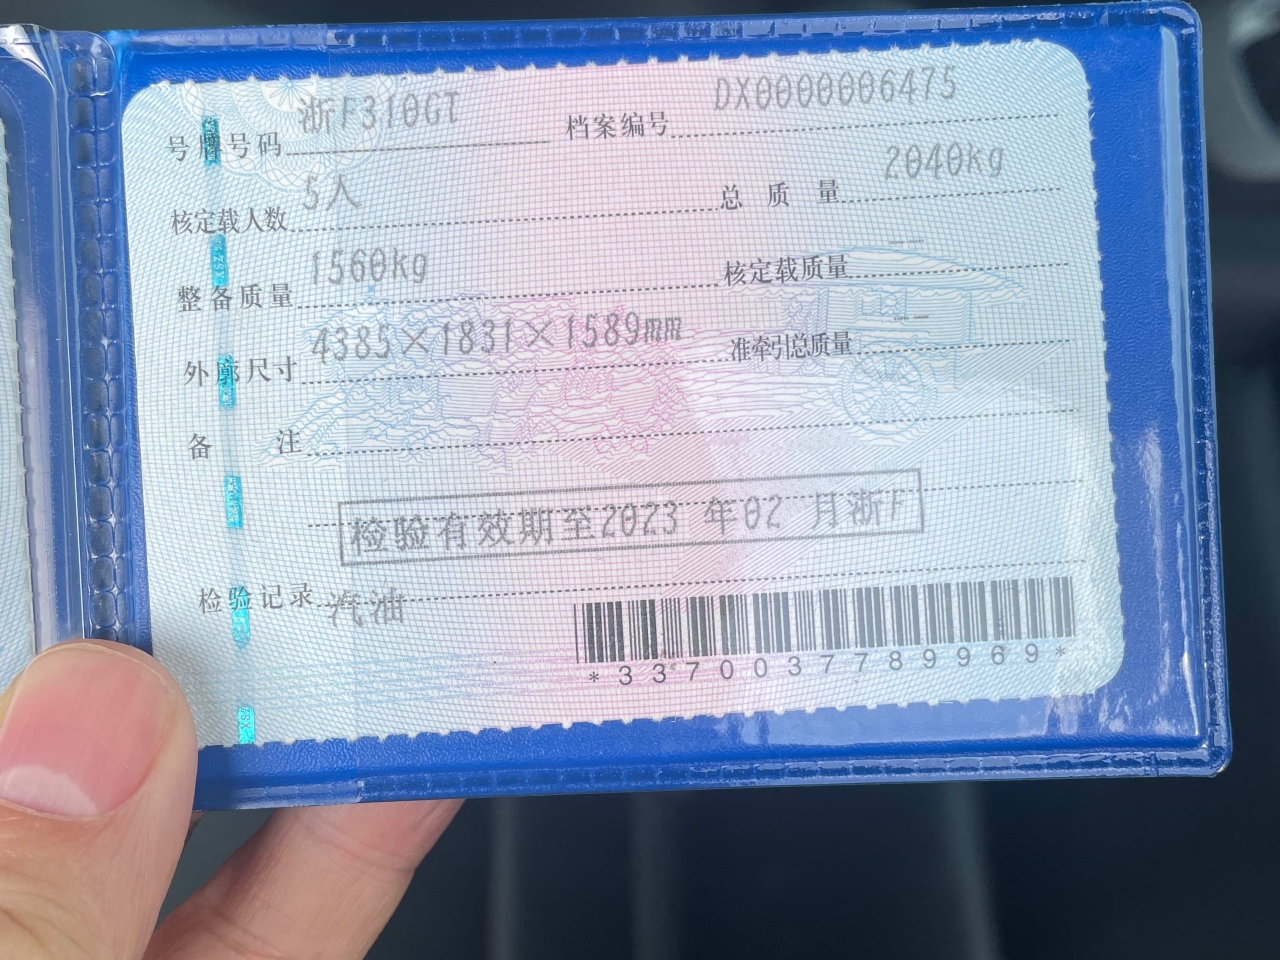 号牌号码 浙F310GT 档案编号 DX0000006475
核定载人数 5人 总质量 2040kg
整备质量 1560kg 核定载质量 --
外廓尺寸 4385×1831×1589mm 准牵引总质量 --
备注
检验有效期至2023 年02 月浙F
检验记录 汽油
*3370037789969*